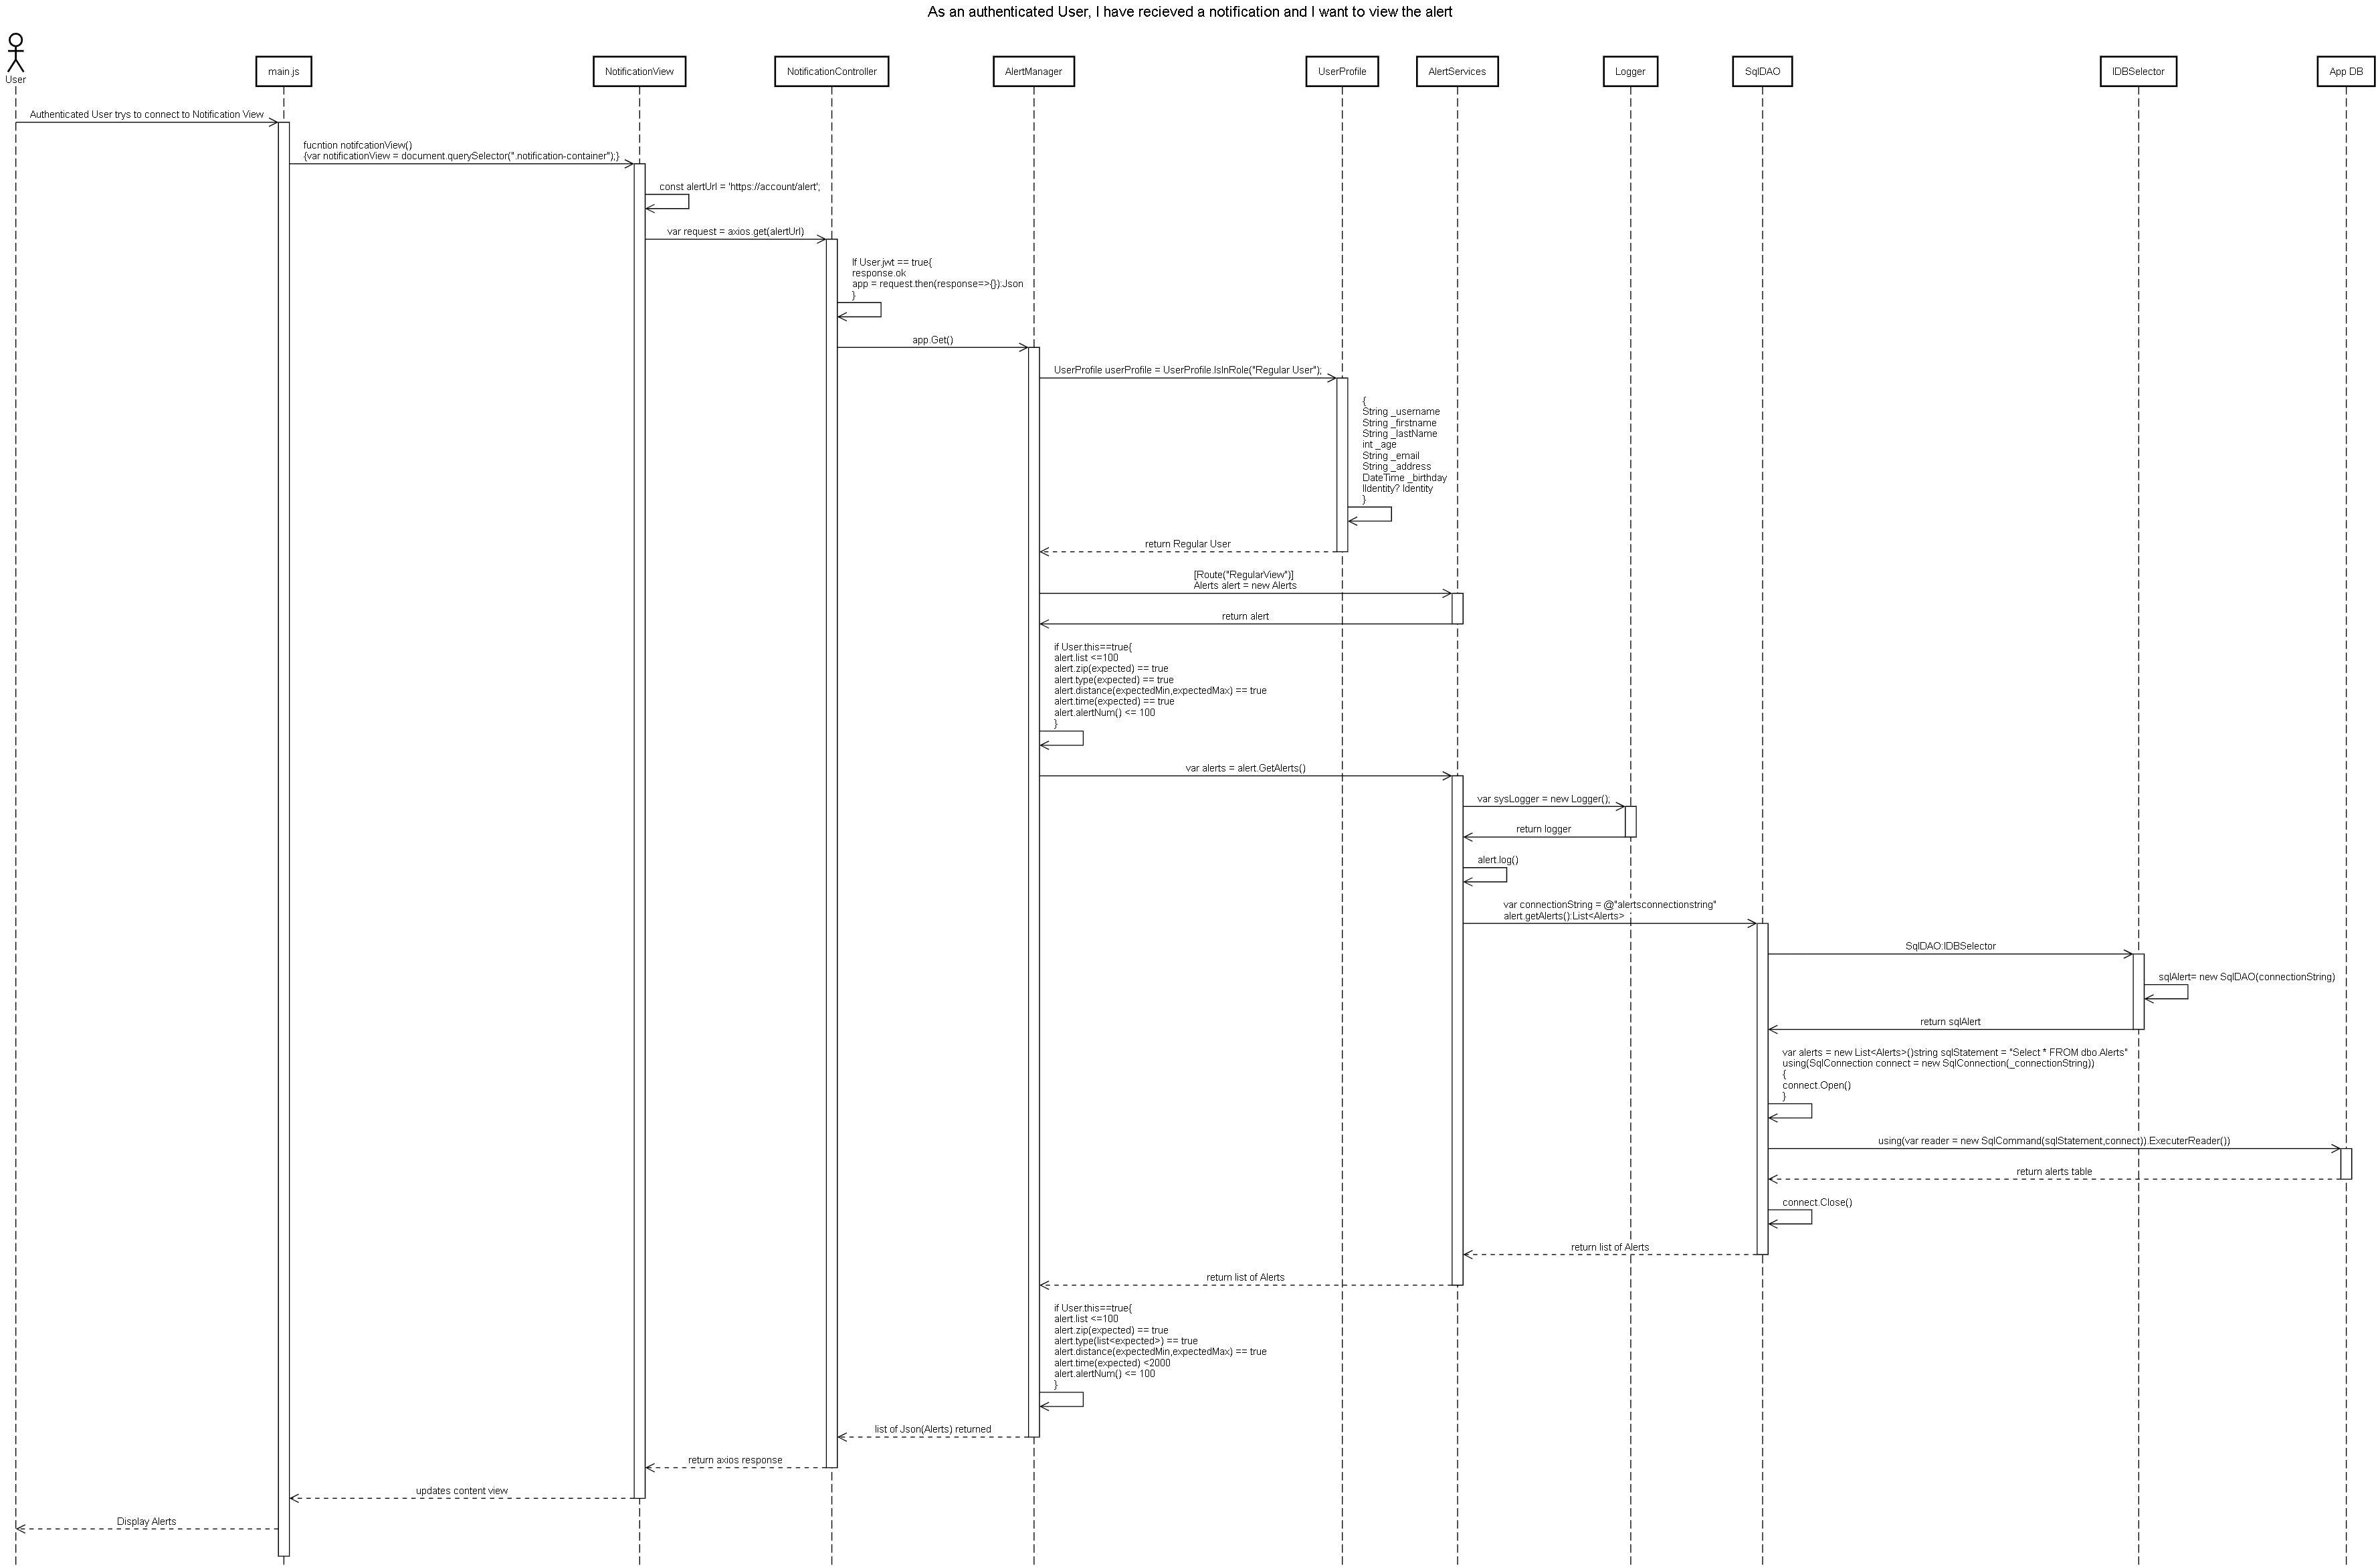 As an authenticated User, I have recieved a notification and I want to view the alert
User
main.js
NotificationView
NotificationController
AlertManager
UserProfile
AlertServices
Logger
SqlDAO
IDBSelector
App DB
Authenticated User trys to connect to Notification View
fucntion notifcationView()
{var notificationView = document.querySelector(".notification-container");}
const alertUrl = 'https://account/alert';
var request = axios.get(alertUrl)
If User.jwt == true{
response.ok
app = request.then(response=>{}):Json
}
app.Get()
UserProfile userProfile = UserProfile.IsInRole("Regular User");
{
String _username
String _firstname
String _lastName
int _age
String _email
String _address
DateTime _birthday
IIdentity? Identity
}
return Regular User
[Route("RegularView")]
Alerts alert = new Alerts
return alert
if User.this==true{
alert.list <=100
alert.zip(expected) == true
alert.type(expected) == true
alert.distance(expectedMin,expectedMax) == true
alert.time(expected) == true
alert.alertNum() <= 100
}
var alerts = alert.GetAlerts()
var sysLogger = new Logger();
return logger
alert.log()
var connectionString = @"alertsconnectionstring"
alert.getAlerts():List<Alerts>
SqlDAO:IDBSelector
sqlAlert= new SqlDAO(connectionString)
return sqlAlert
var alerts = new List<Alerts>()string sqlStatement = "Select * FROM dbo.Alerts"
using(SqlConnection connect = new SqlConnection(_connectionString))
{
connect.Open()
}
using(var reader = new SqlCommand(sqlStatement,connect)).ExecuterReader())
return alerts table
connect.Close()
return list of Alerts
return list of Alerts
if User.this==true{
alert.list <=100
alert.zip(expected) == true
alert.type(list<expected>) == true
alert.distance(expectedMin,expectedMax) == true
alert.time(expected) <2000
alert.alertNum() <= 100
}
list of Json(Alerts) returned
return axios response
updates content view
Display Alerts